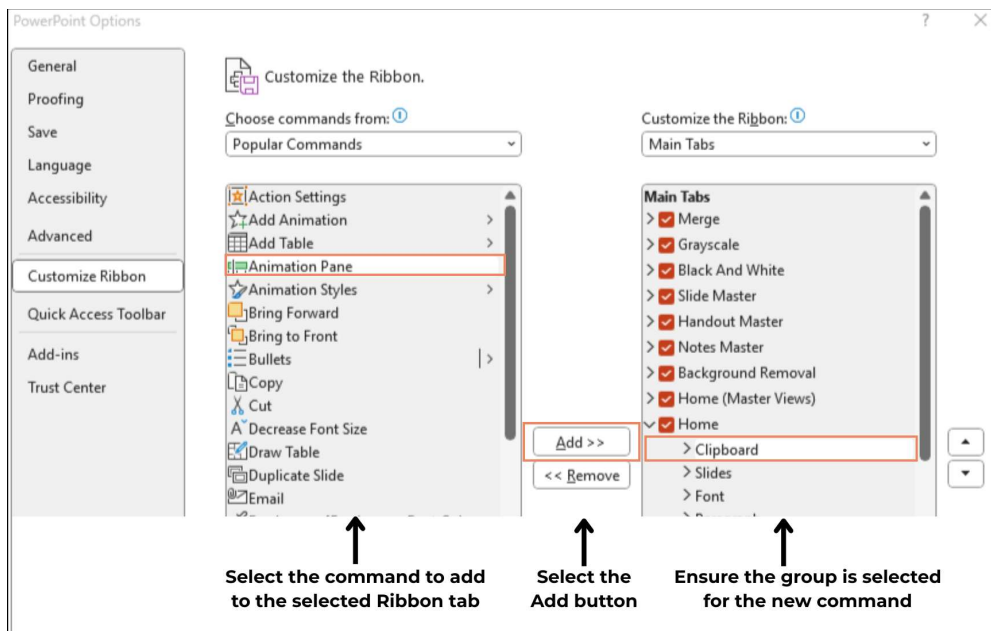 PowerPoint Options
?
General
Proofing
Save
Language
Accessibility
Advanced
Customize Ribbon
Quick Access Toolbar
Add-ins
Trust Center
Customize the Ribbon.
Choose commands from:
Popular Commands
Action Settings
Add Animation
Add Table
Animation Pane
Animation Styles
Bring Forward
Bring to Front
Bullets
Copy
Cut
Decrease Font Size
Draw Table
Duplicate Slide
Email
Add >>
<< Remove
Customize the Ribbon:
Main Tabs
Main Tabs
Merge
Grayscale
Black And White
Slide Master
Handout Master
Notes Master
Background Removal
Home (Master Views)
Home
Clipboard
Slides
Font
Select the command to add
to the selected Ribbon tab
Select the
Add button
Ensure the group is selected
for the new command